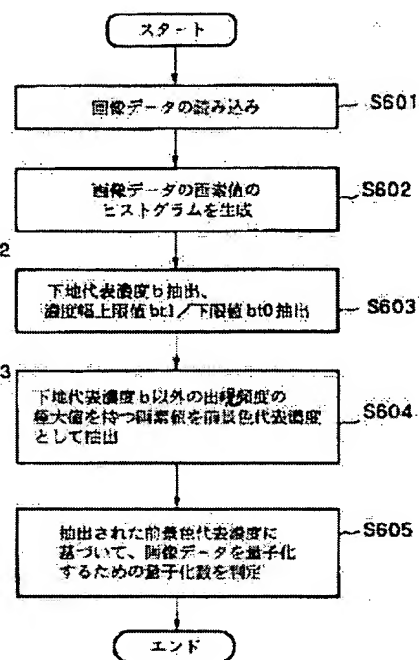 スタート
画像データの読み込み
S601
画像データの画素値の
ヒストグラムを生成
S602
2
下地代表濃度b抽出、
濃度幅上限値bt1/下限値bt0抽出
S603
3
下地代表濃度b以外の出現頻度の
極大値を持つ画素値を前景色代表濃度
として抽出
S604
抽出された前景色代表濃度に
基づいて、画像データを量子化
するための量子化数を判定
S605
エンド